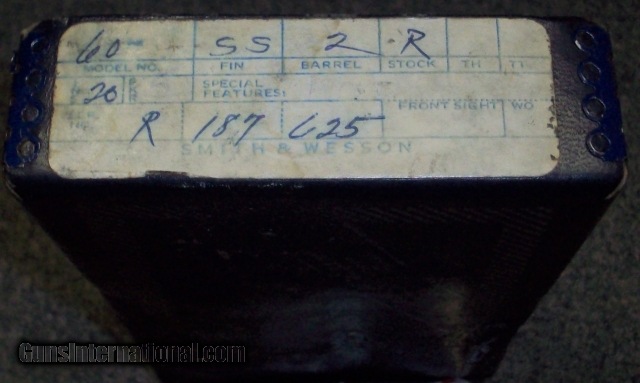 60 SS 2 R
MODEL NO. FIN BARREL STOCK TH TT
20 SPECIAL
FEATURES:
FRONT SIGHT WO
R 187 625
SMITH & WESSON
GunsInternational.com